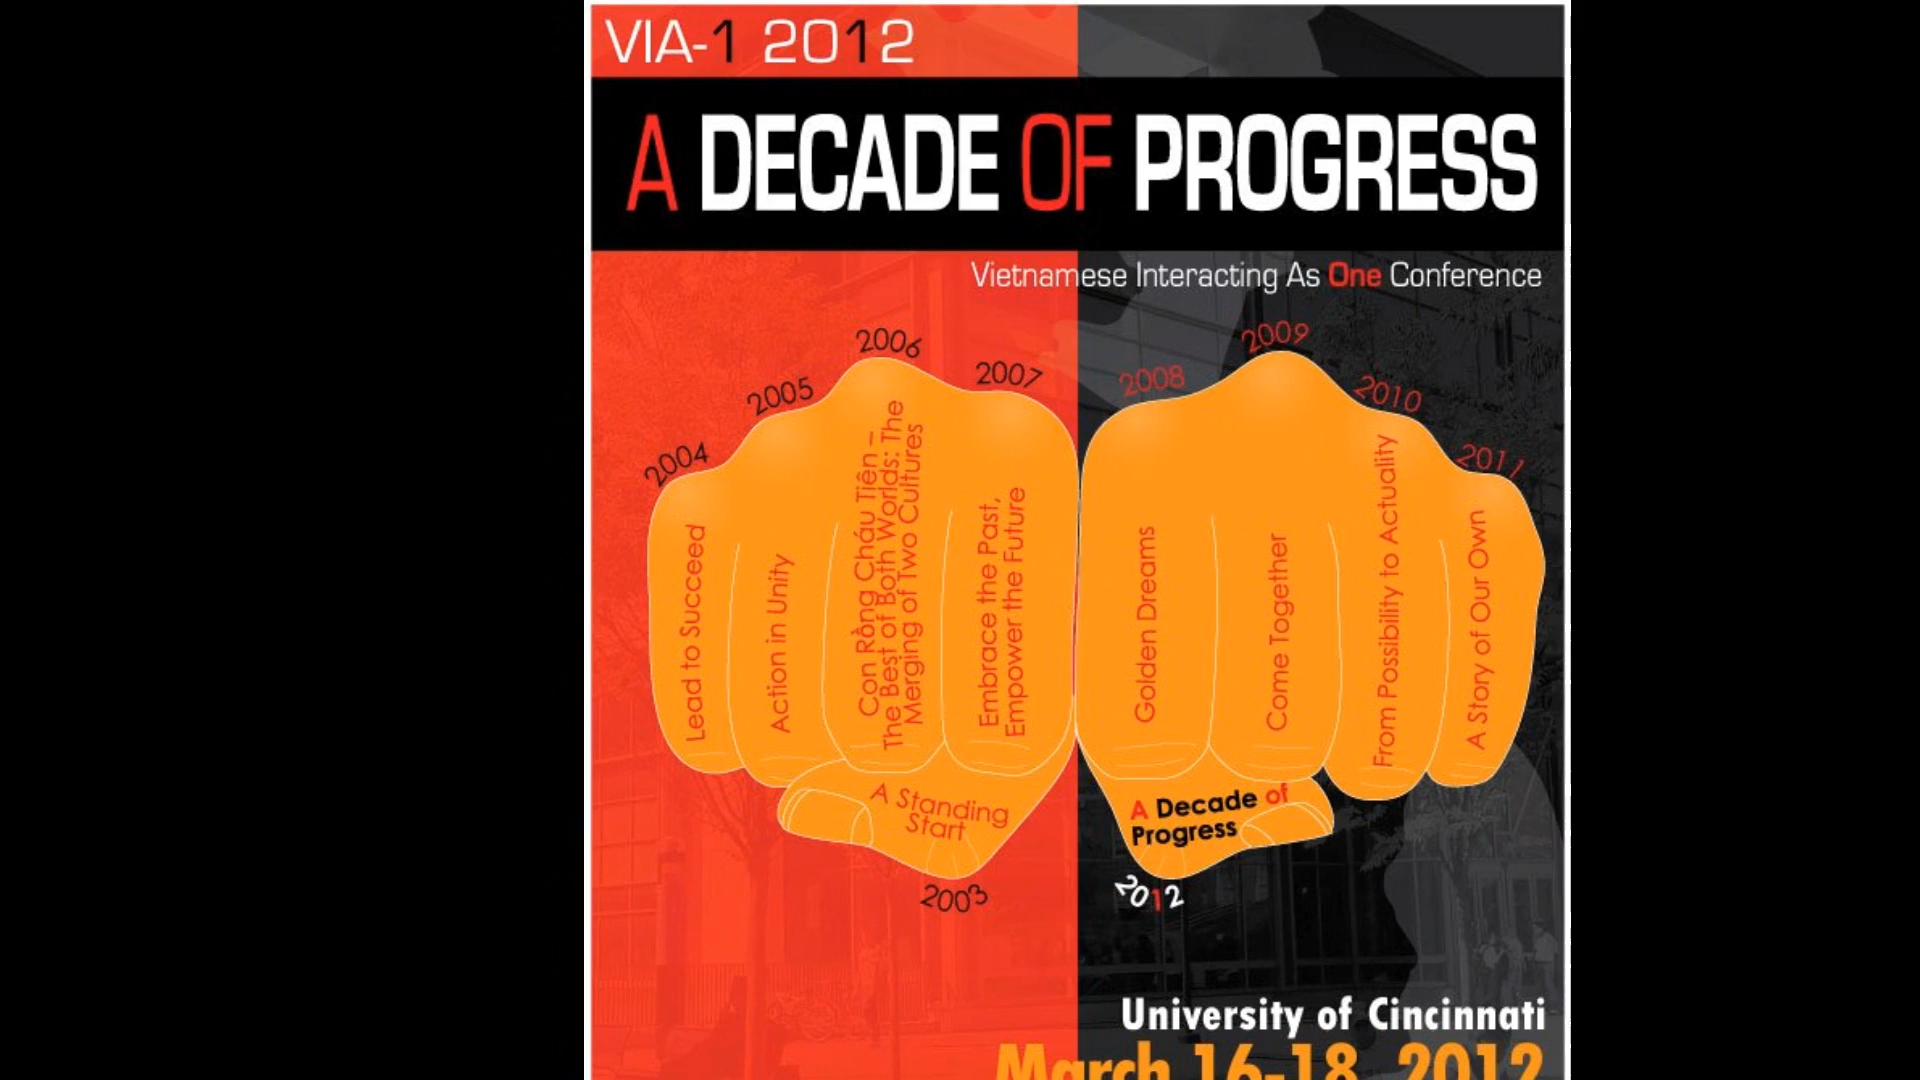 VIA-1 2012
A DECADE OF PROGRESS
Vietnamese Interacting As One Conference
2004
2005
2006
2007
2008
2009
2010
2011
Lead to Succeed
Action in Unity
Con Rồng Cháu Tiên –
The Best of Both Worlds: The
Merging of Two Cultures
Embrace the Past,
Empower the Future
Golden Dreams
Come Together
From Possibility to Actuality
A Story of Our Own
A Standing
Start
2003
A Decade of
Progress
2012
University of Cincinnati
March 16-18, 2012